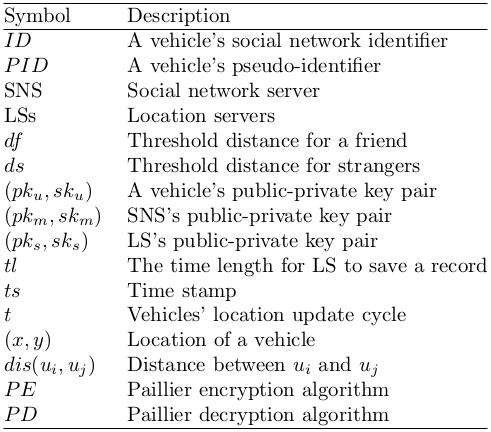 Symbol Description
ID A vehicle's social network identifier
PID A vehicle's pseudo-identifier
SNS Social network server
LSs Location servers
df Threshold distance for a friend
ds Threshold distance for strangers
(pk_u, sk_u) A vehicle's public-private key pair
(pk_m, sk_m) SNS's public-private key pair
(pk_s, sk_s) LS's public-private key pair
tl The time length for LS to save a record
ts Time stamp
t Vehicles' location update cycle
(x, y) Location of a vehicle
dis(u_i, u_j) Distance between u_i and u_j
PE Paillier encryption algorithm
PD Paillier decryption algorithm